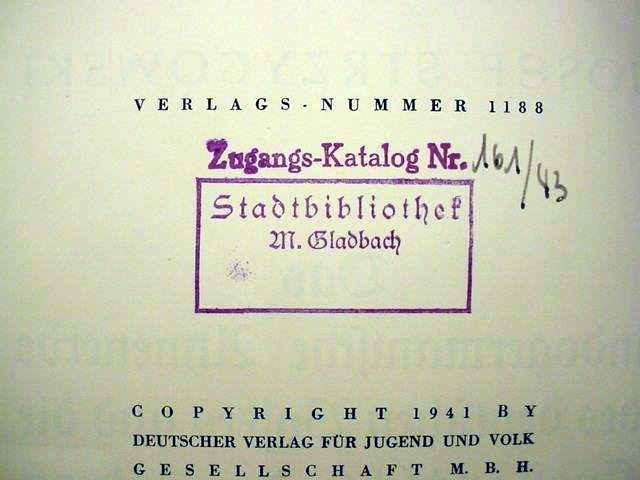 VERLAGS-NUMMER 1188
Zugangs-Katalog Nr. 161/43
Stadtbibliothek
M. Gladbach
COPYRIGHT 1941 BY
DEUTSCHER VERLAG FÜR JUGEND UND VOLK
GESELLSCHAFT M.B.H.